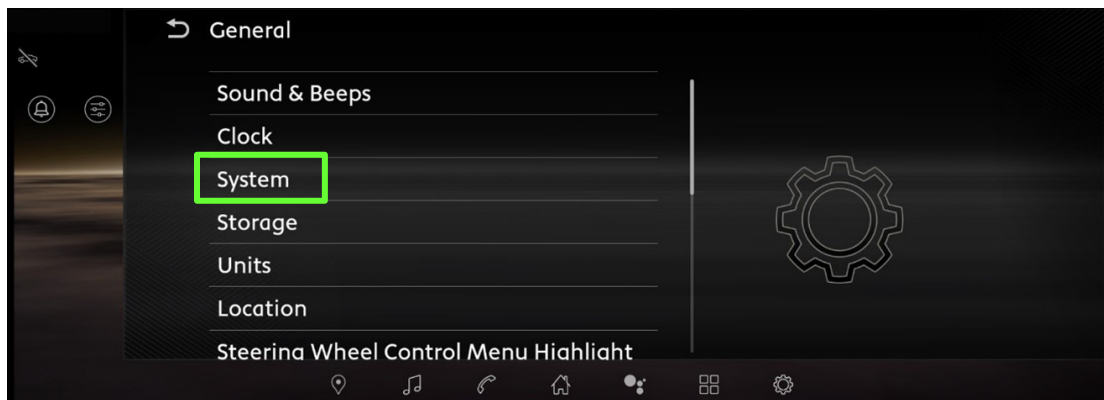 General
Sound & Beeps
Clock
System
Storage
Units
Location
Steering Wheel Control Menu Highlight